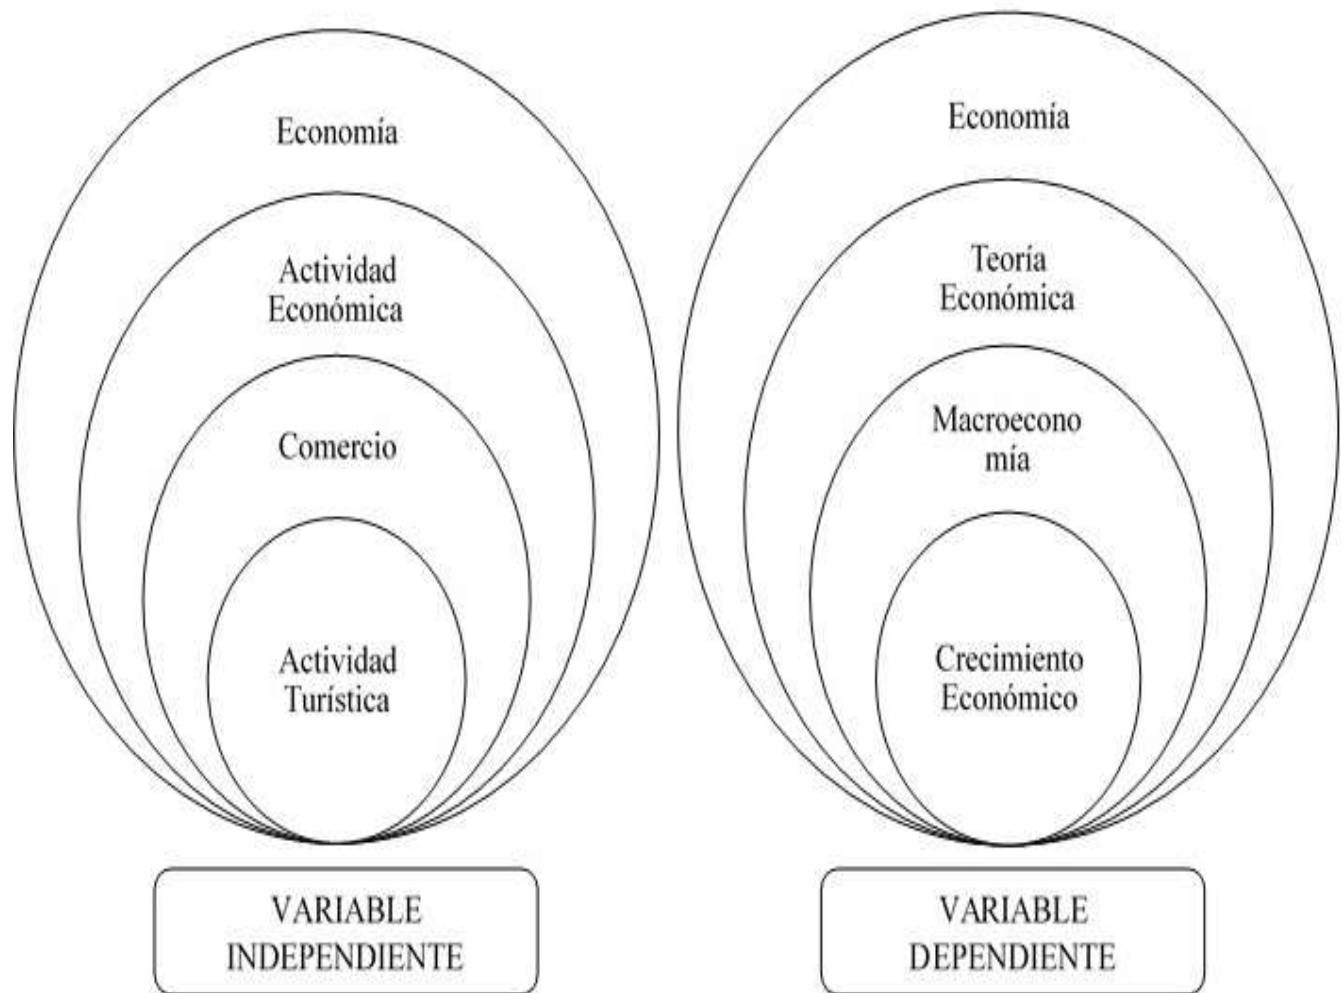 Economía
Actividad
Económica
Comercio
Actividad
Turística
VARIABLE
INDEPENDIENTE
Economía
Teoría
Económica
Macroecono
mía
Crecimiento
Económico
VARIABLE
DEPENDIENTE